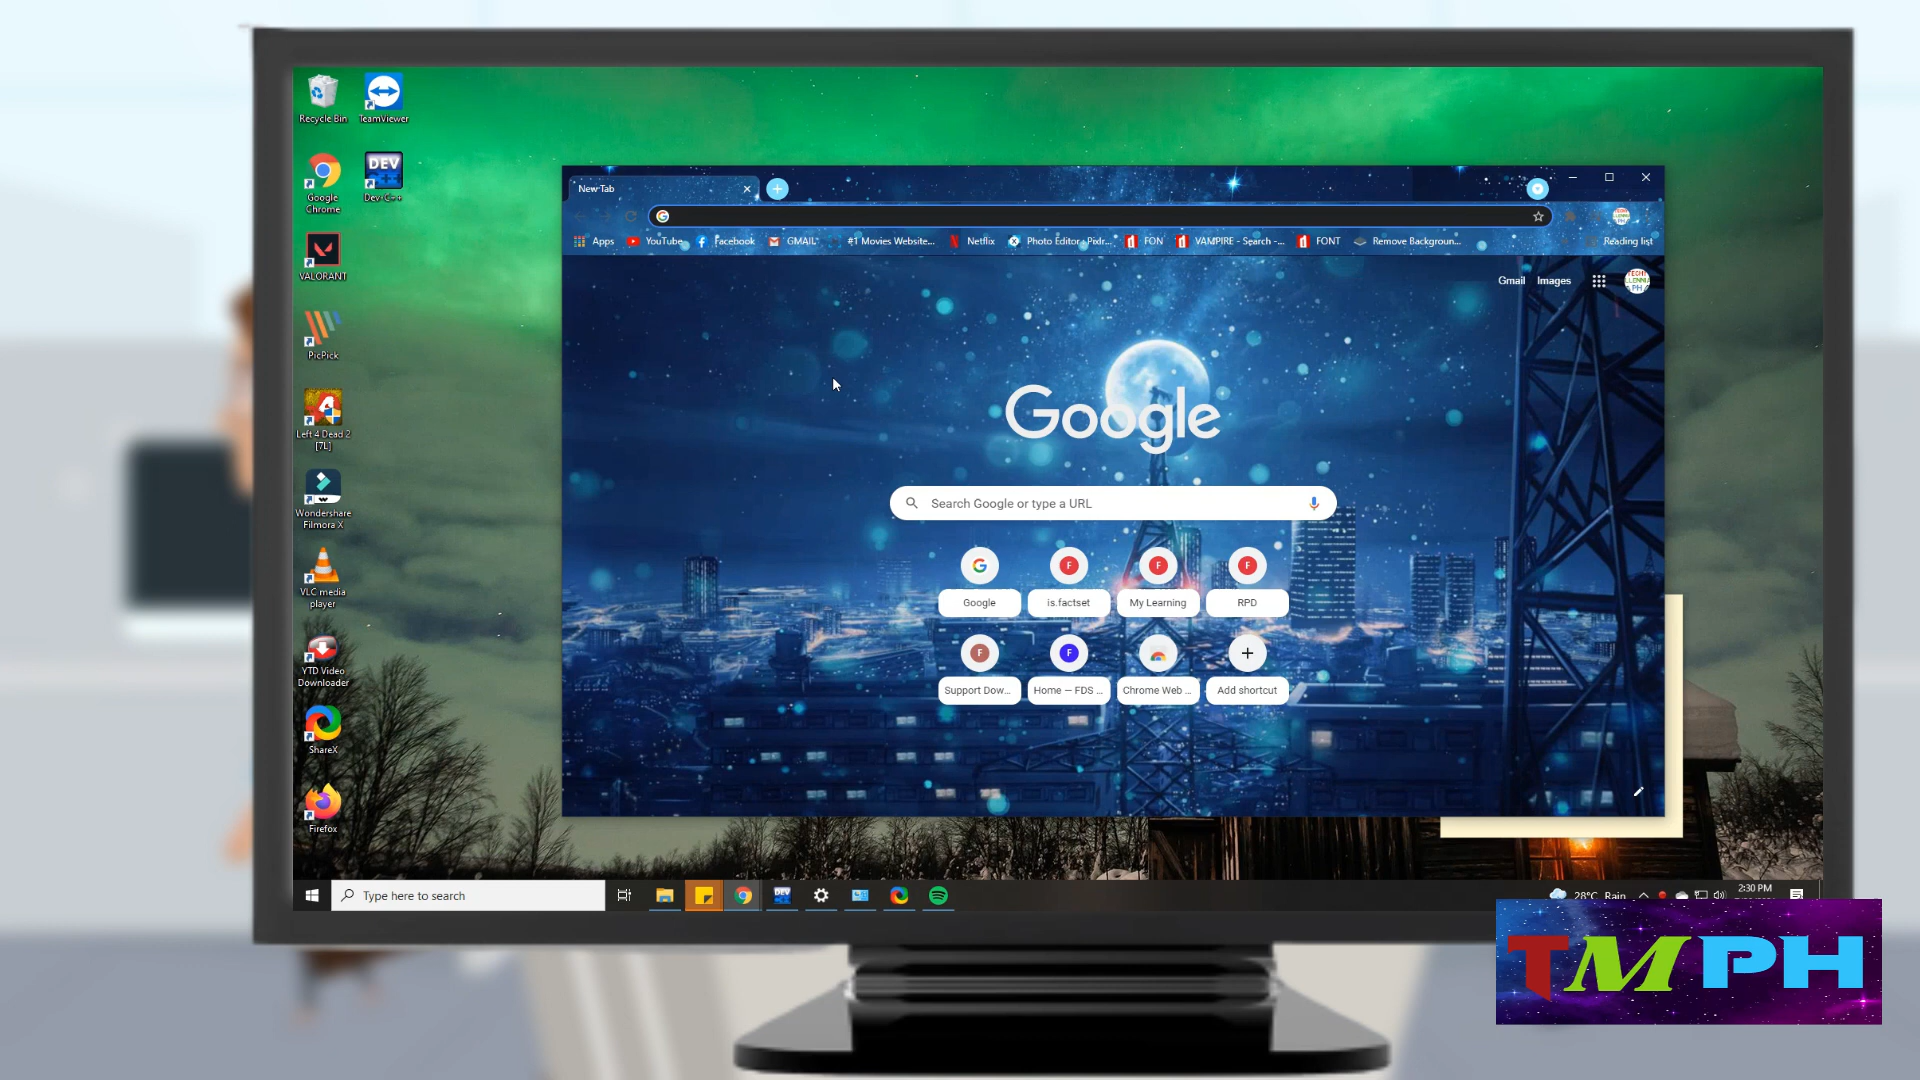 Recycle Bin
TeamViewer
Google
Chrome
DEV
Dev-C++
VALORANT
PicPick
Left 4 Dead 2
[7L]
Wondershare
Filmora X
VLC media
player
YTD Video
Downloader
ShareX
Firefox
New Tab
Apps
YouTube
Facebook
GMAIL
#1 Movies Website...
Netflix
Photo Editor : Pixlr...
FON
VAMPIRE - Search -...
FONT
Remove Backgroun...
Reading list
Gmail
Images
Google
Search Google or type a URL
Google
is.factset
My Learning
RPD
Support Dow...
Home — FDS ...
Chrome Web ...
Add shortcut
Type here to search
DEV
28°C Rain
2:30 PM
TMPH